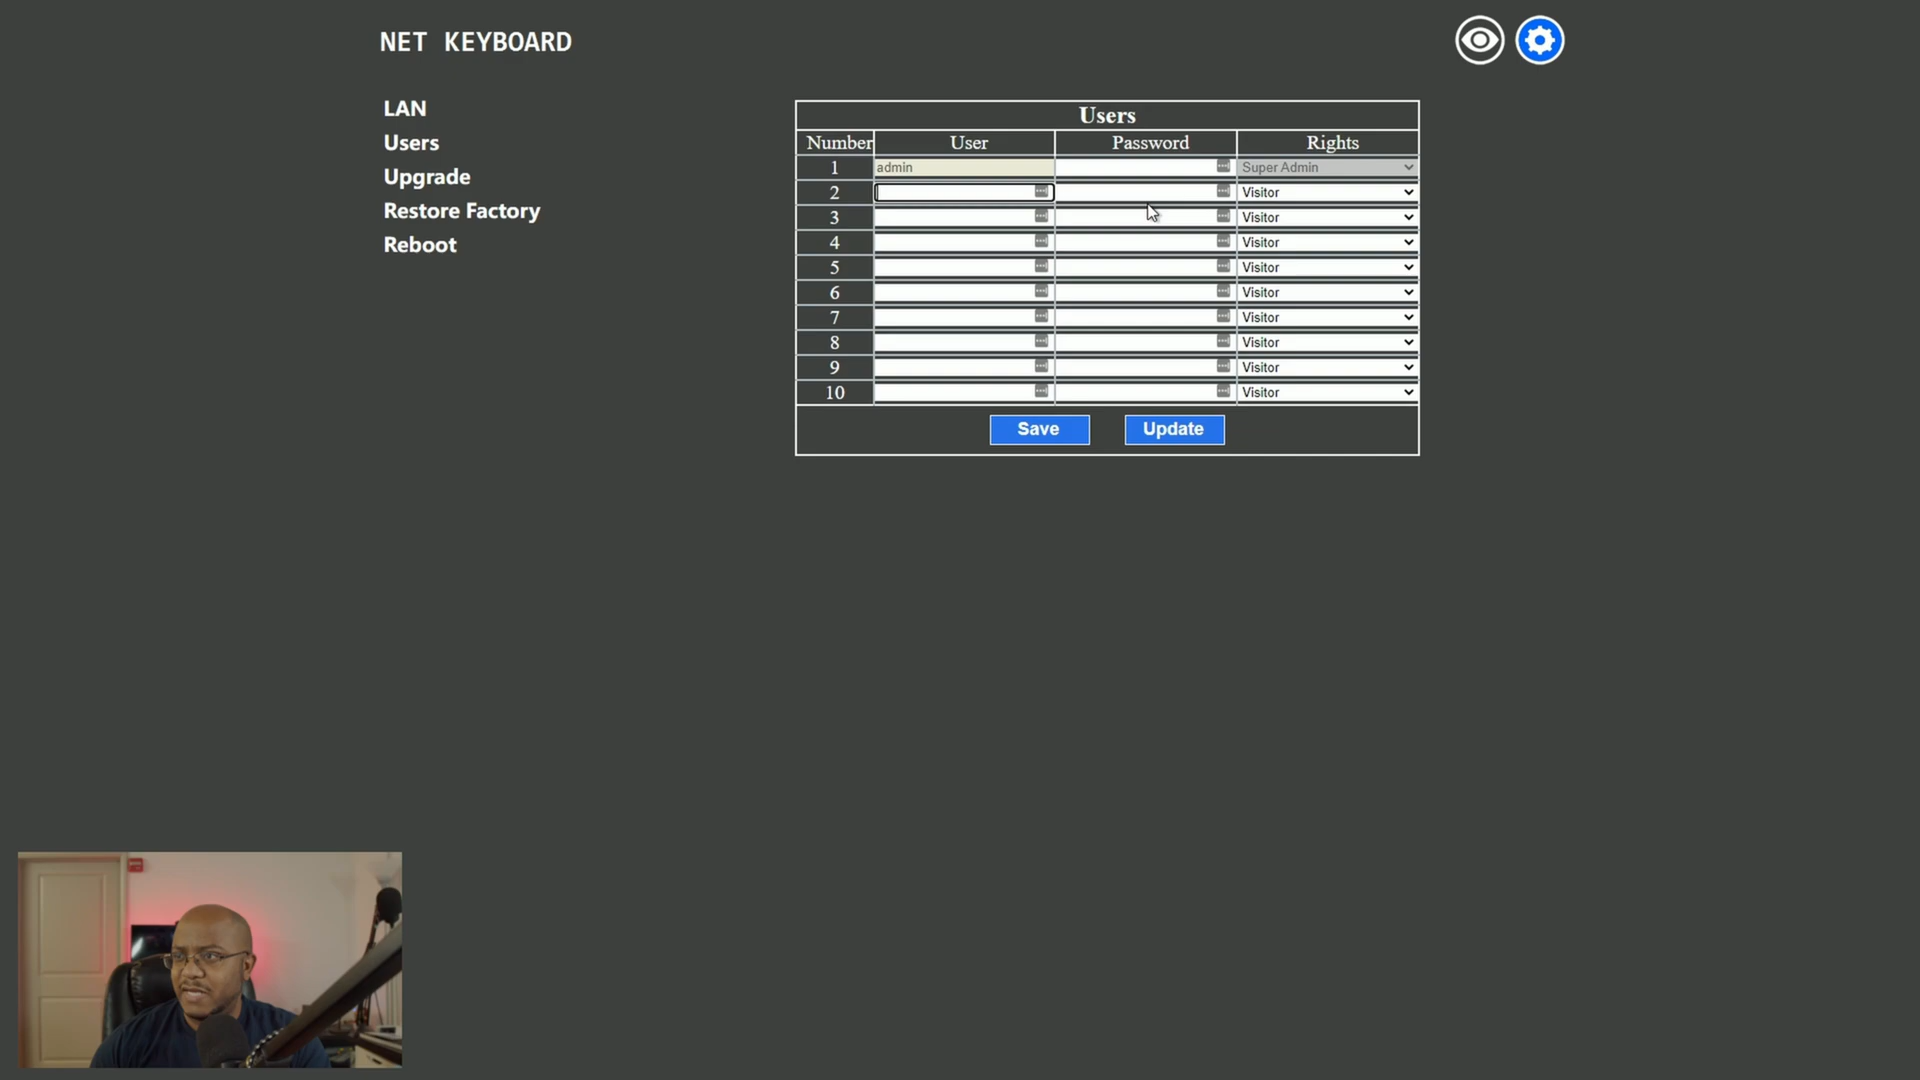 NET KEYBOARD
LAN
Users
Upgrade
Restore Factory
Reboot
Users
Number User Password Rights
1 admin Super Admin
2 Visitor
3 Visitor
4 Visitor
5 Visitor
6 Visitor
7 Visitor
8 Visitor
9 Visitor
10 Visitor
Save Update